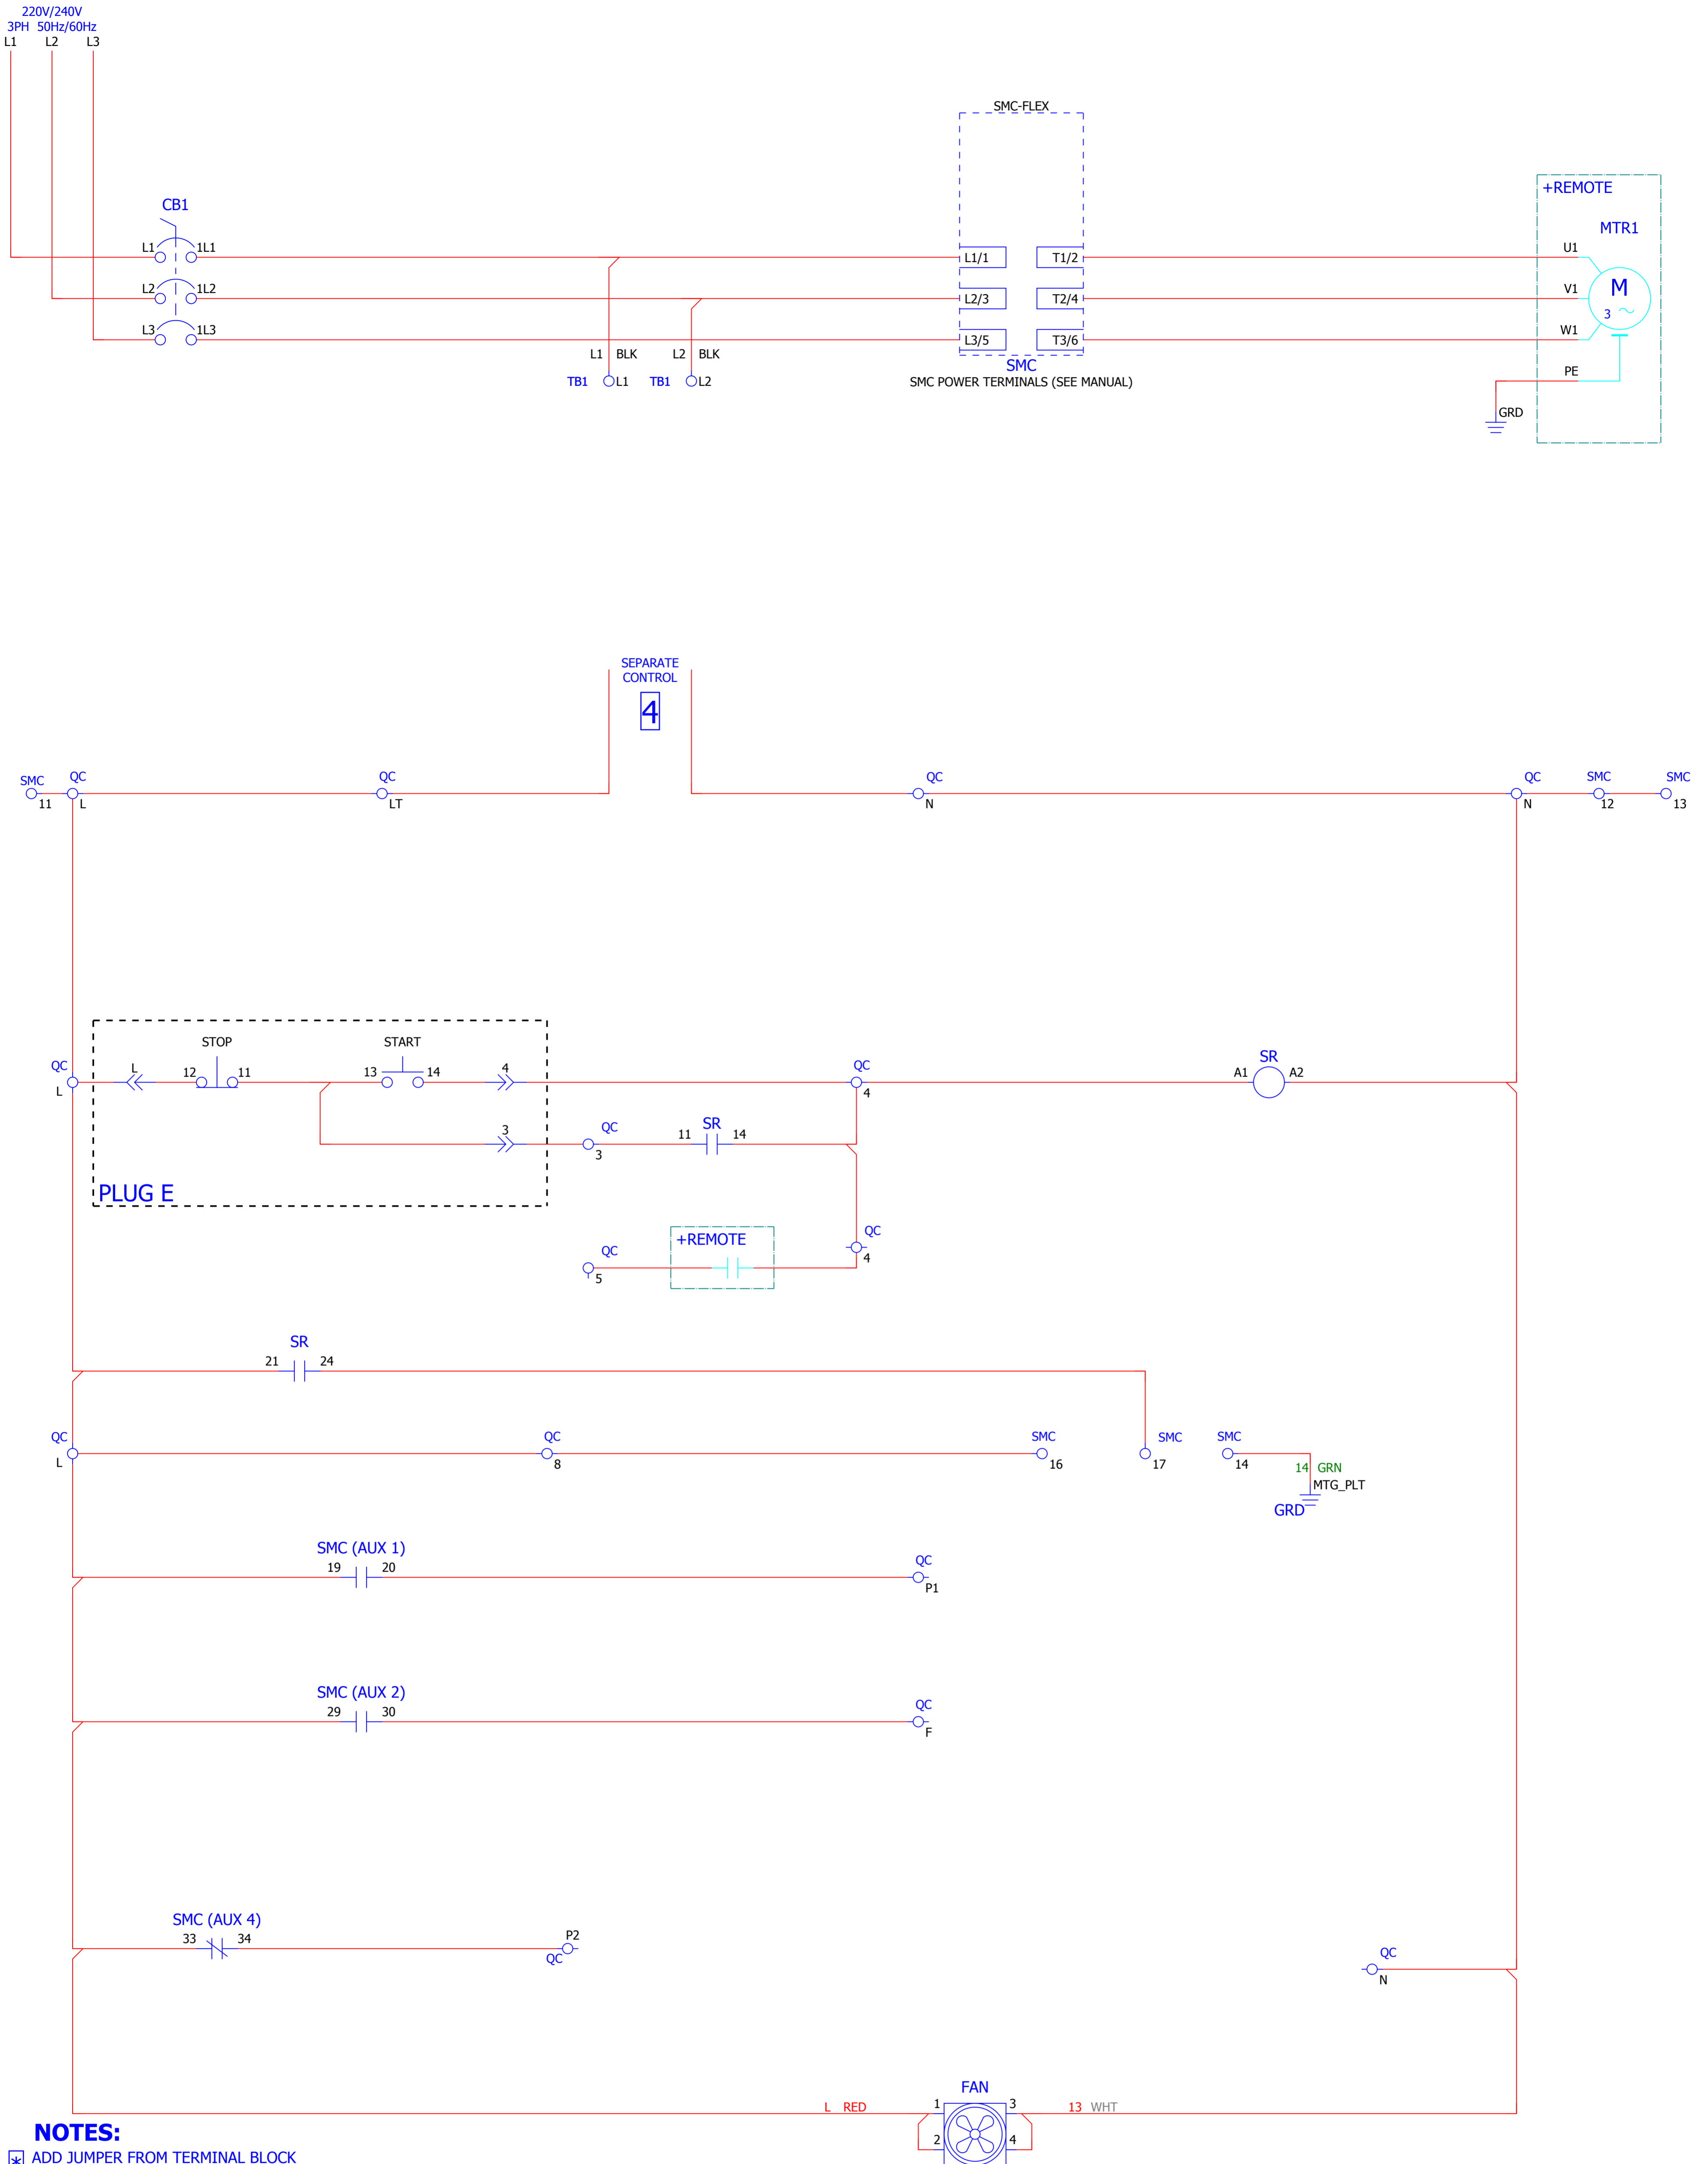 220V/240V
3PH 50Hz/60Hz
L1 L2 L3
SMC-FLEX
+REMOTE
CB1
MTR1
L1 1L1
L1/1 T1/2
U1
L2 1L2
L2/3 T2/4
V1
M
3
L3 1L3
L3/5 T3/6
W1
L1 BLK L2 BLK
SMC
PE
TB1 L1 TB1 L2
SMC POWER TERMINALS (SEE MANUAL)
GRD
SEPARATE
CONTROL
4
SMC QC QC QC QC SMC SMC
11 L LT N N 12 13
STOP START
QC L 12 11 13 14 4 QC SR
L 4 A1 A2
3 QC SR
11 14
3
PLUG E
QC +REMOTE QC
5 4
SR
21 24
QC QC SMC SMC SMC
L 8 16 17 14
14 GRN
MTG_PLT
GRD
SMC (AUX 1)
19 20 QC
P1
SMC (AUX 2)
29 30 QC
F
SMC (AUX 4)
33 34 P2
QC
QC
N
FAN
L RED 1 3 13 WHT
2 4
NOTES:
* ADD JUMPER FROM TERMINAL BLOCK